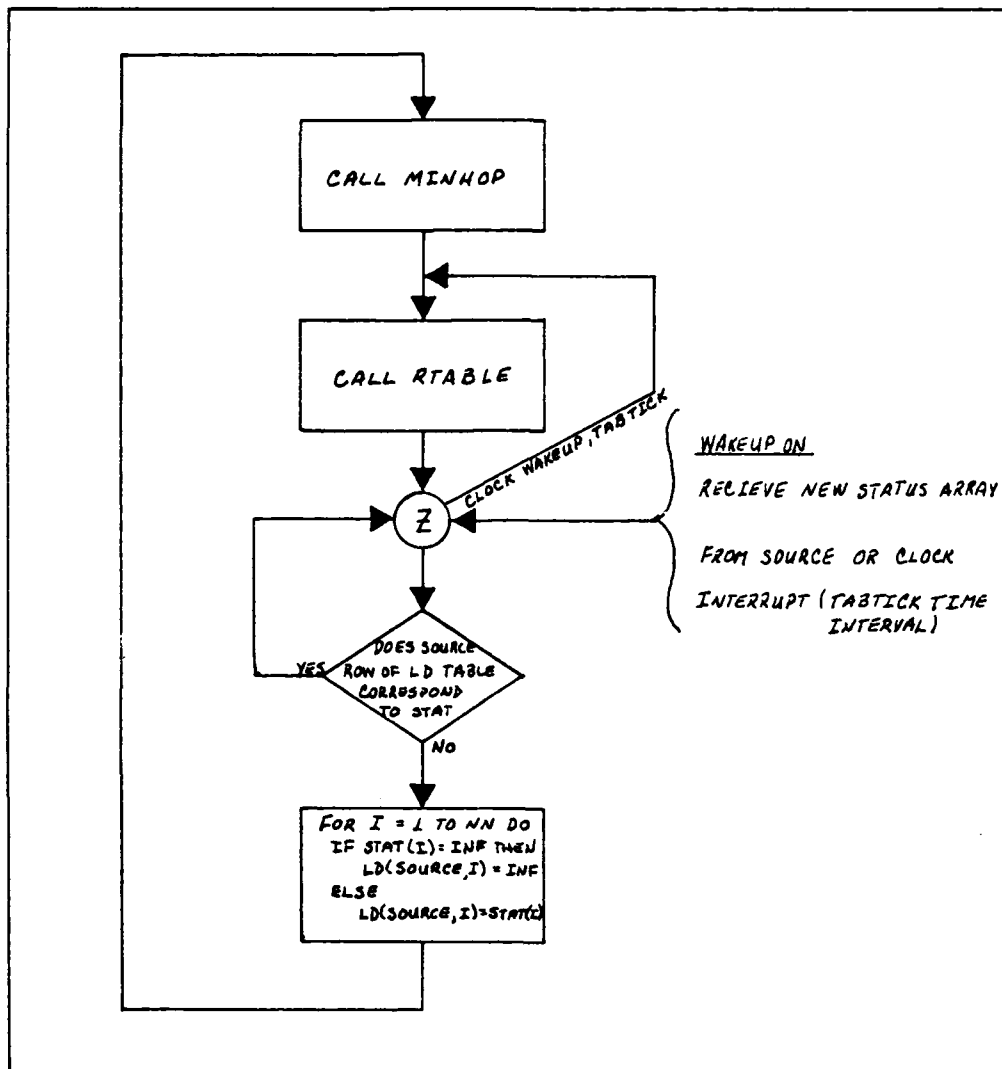 CALL MINHOP
CALL RTABLE
CLOCK WAKEUP, TABTICK
Z
WAKEUP ON
RECIEVE NEW STATUS ARRAY
FROM SOURCE OR CLOCK
INTERRUPT (TABTICK TIME
INTERVAL)
DOES SOURCE
ROW OF LD TABLE
CORRESPOND
TO STAT
YES
NO
FOR I = 1 TO NN DO
IF STAT(I)=INF THEN
LD(SOURCE,I)=INF
ELSE
LD(SOURCE,I)=STAT(I)